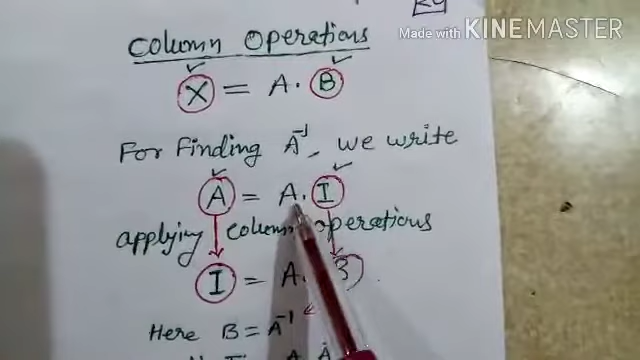 Made with KINEMASTER
Column Operations
X = A · B
For Finding A⁻¹, we write
A = A · I
applying column operations
I = A ·
Here B = A⁻¹